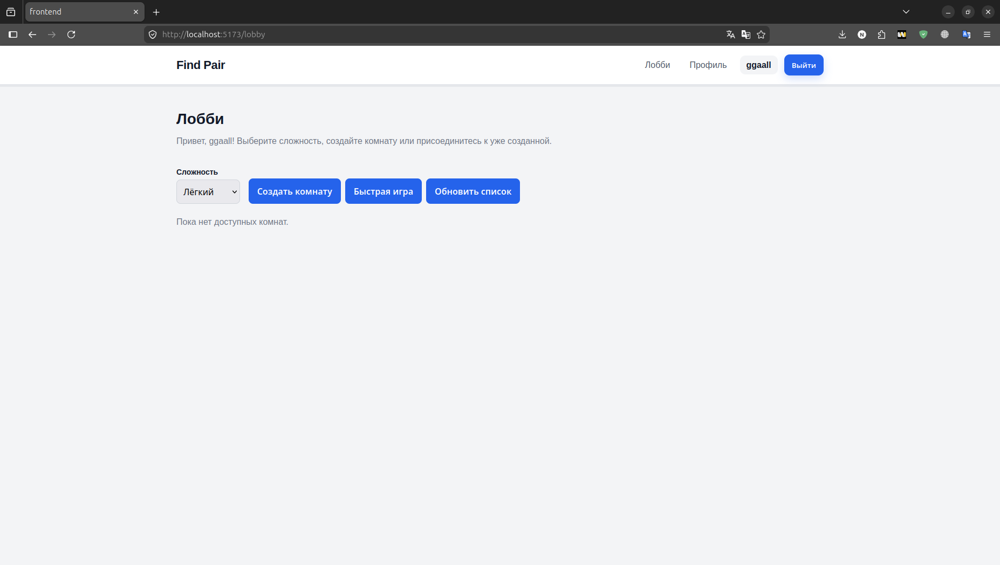 frontend
http://localhost:5173/lobby
Find Pair
Лобби Профиль ggaall Выйти
Лобби
Привет, ggaall! Выберите сложность, создайте комнату или присоединитесь к уже созданной.
Сложность
Лёгкий Создать комнату Быстрая игра Обновить список
Пока нет доступных комнат.